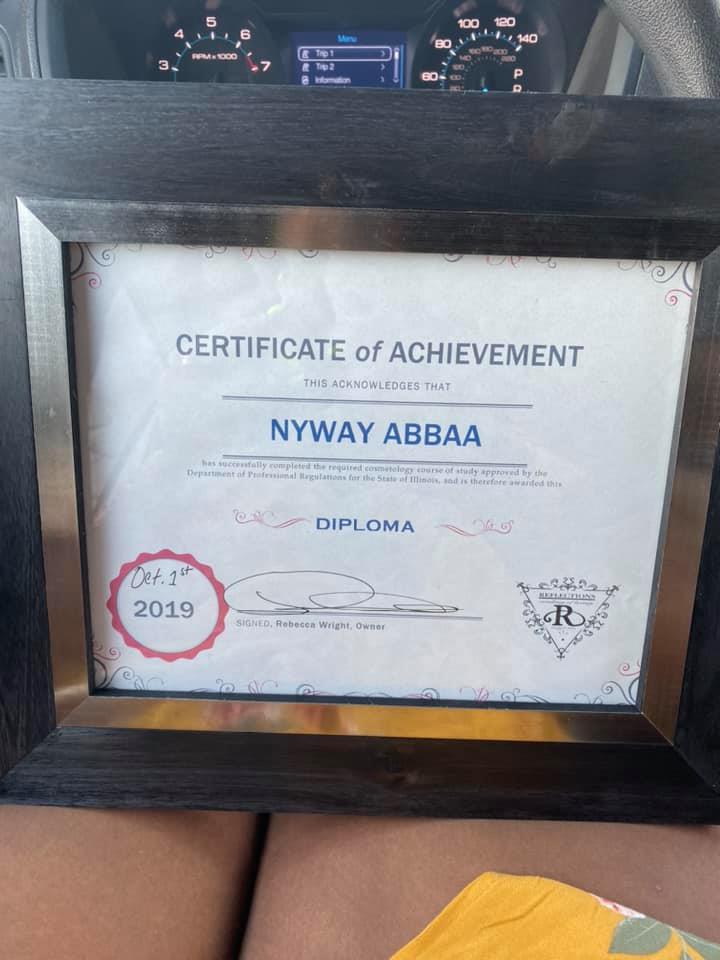 5
4 6
3 RPM x 1000 7
Menu
Trip 1
Trip 2
Information
100 120
80 140
60
P
R
CERTIFICATE of ACHIEVEMENT
THIS ACKNOWLEDGES THAT
NYWAY ABBAA
has successfully completed the required cosmetology course of study approved by the
Department of Professional Regulations for the State of Illinois, and is therefore awarded this
DIPLOMA
Oct. 1st
2019
SIGNED, Rebecca Wright, Owner
REFLECTIONS
R